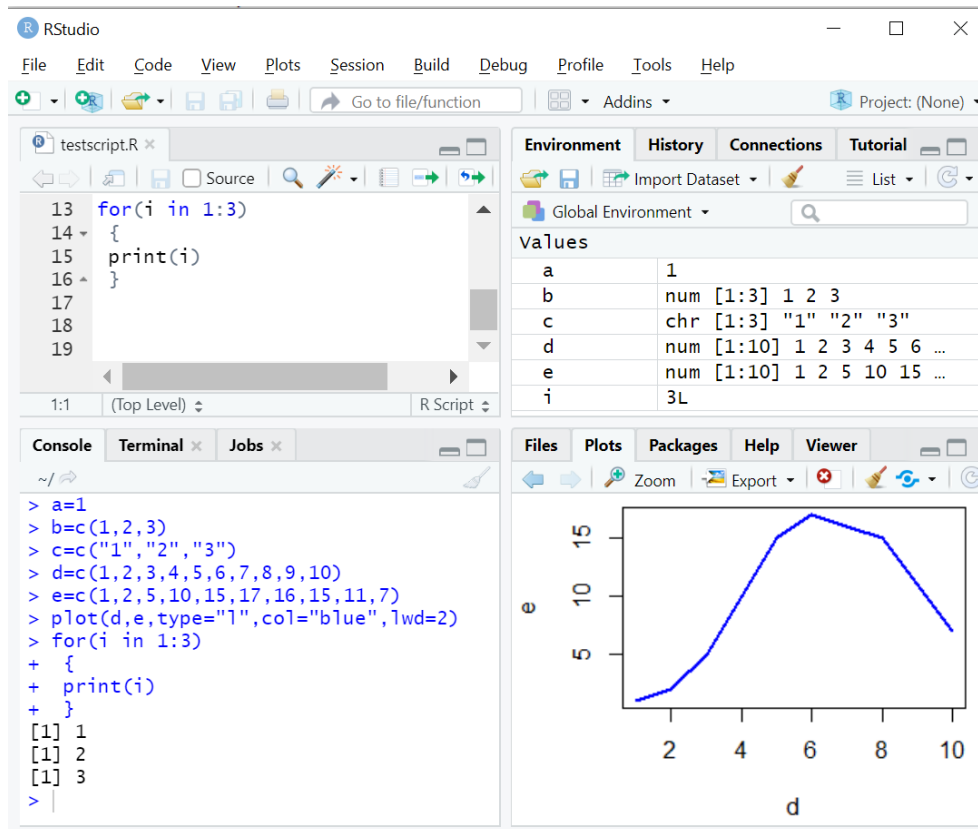 RStudio
File Edit Code View Plots Session Build Debug Profile Tools Help
Go to file/function Addins Project: (None)
testscript.R
Source
13 for(i in 1:3)
14 {
15 print(i)
16 }
17
18
19
1:1 (Top Level) R Script
Environment History Connections Tutorial
Import Dataset List
Global Environment
Values
a 1
b num [1:3] 1 2 3
c chr [1:3] "1" "2" "3"
d num [1:10] 1 2 3 4 5 6 …
e num [1:10] 1 2 5 10 15 …
i 3L
Console Terminal Jobs
~/
> a=1
> b=c(1,2,3)
> c=c("1","2","3")
> d=c(1,2,3,4,5,6,7,8,9,10)
> e=c(1,2,5,10,15,17,16,15,11,7)
> plot(d,e,type="l",col="blue",lwd=2)
> for(i in 1:3)
+ {
+ print(i)
+ }
[1] 1
[1] 2
[1] 3
>
Files Plots Packages Help Viewer
Zoom Export
15
10
5
e
2 4 6 8 10
d